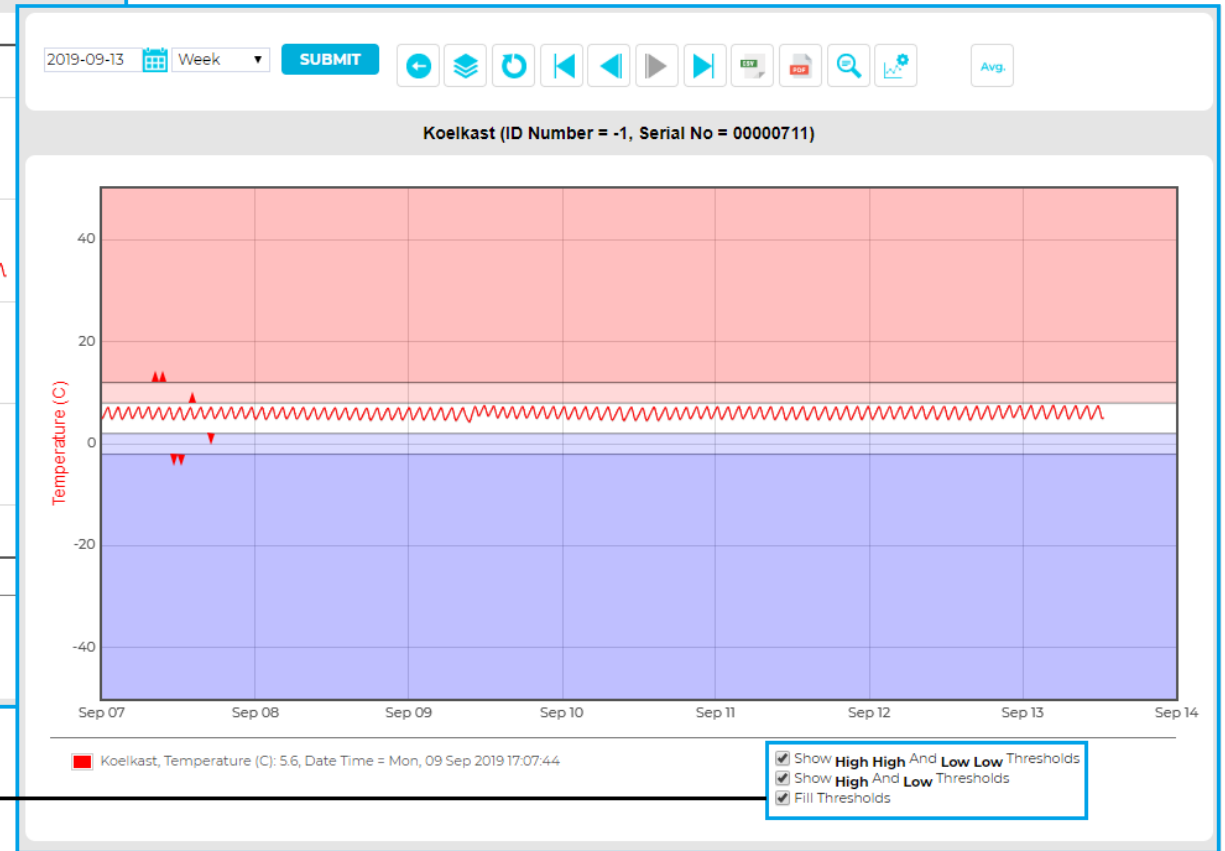 2019-09-13 Week SUBMIT CSV PDF Avg.
Koelkast (ID Number = -1, Serial No = 00000711)
Temperature (C)
40
20
0
-20
-40
Sep 07 Sep 08 Sep 09 Sep 10 Sep 11 Sep 12 Sep 13 Sep 14
Koelkast, Temperature (C): 5.6, Date Time = Mon, 09 Sep 2019 17:07:44
Show High High And Low Low Thresholds
Show High And Low Thresholds
Fill Thresholds